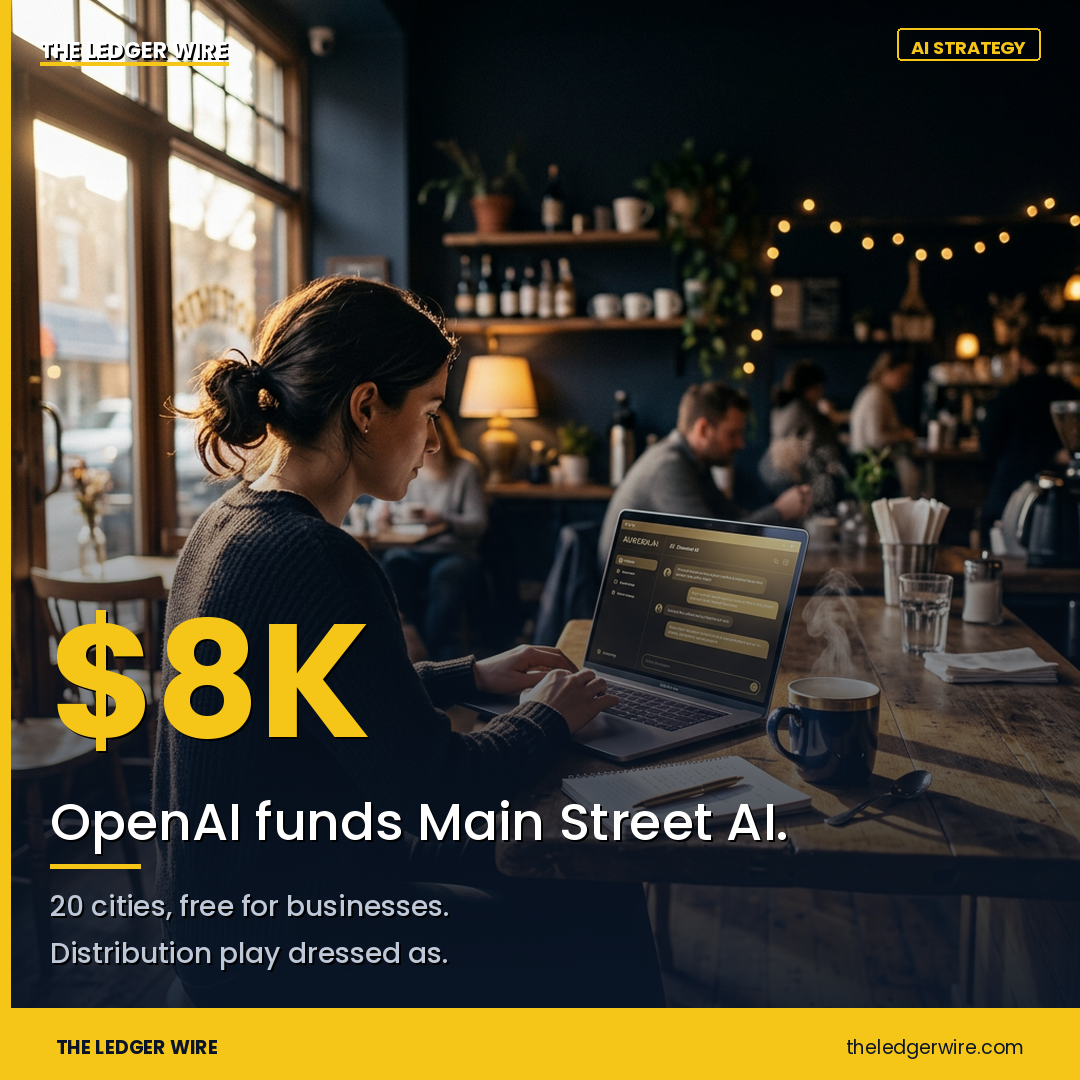 THE LEDGER WIRE
AI STRATEGY
$8K
OpenAI funds Main Street AI.
20 cities, free for businesses.
Distribution play dressed as.
THE LEDGER WIRE
theledgerwire.com